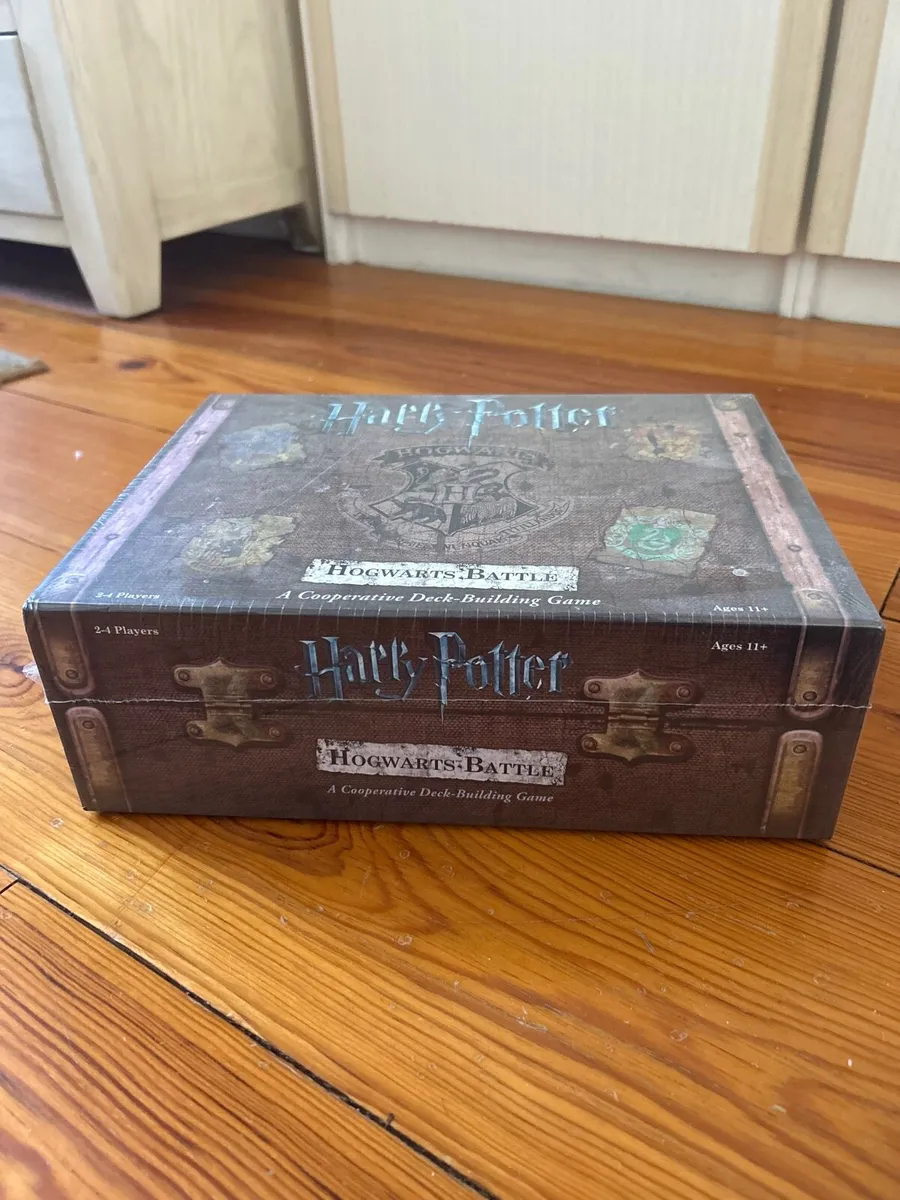 Harry Potter
HOGWARTS
H
HOGWARTS BATTLE
A Cooperative Deck-Building Game
2-4 Players
Ages 11+
2-4 Players
Harry Potter
Ages 11+
HOGWARTS BATTLE
A Cooperative Deck-Building Game